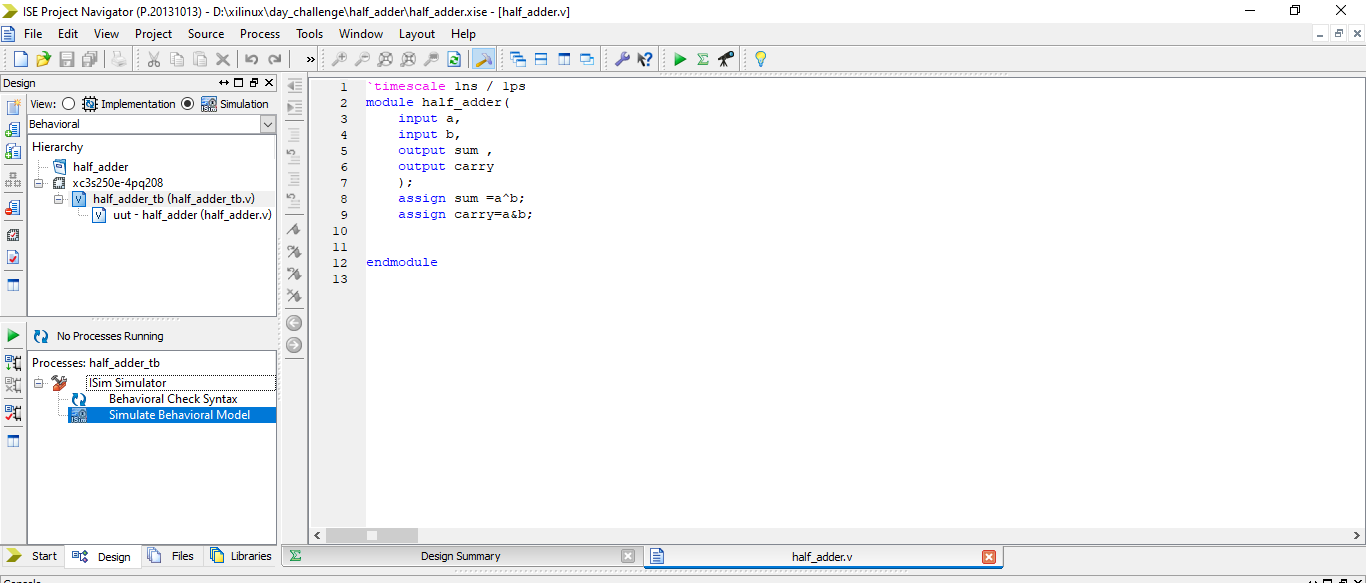 ISE Project Navigator (P.20131013) - D:\xilinux\day_challenge\half_adder\half_adder.xise - [half_adder.v]
File Edit View Project Source Process Tools Window Layout Help
»
Design
View: Implementation Simulation
Behavioral
Hierarchy
half_adder
xc3s250e-4pq208
half_adder_tb (half_adder_tb.v)
uut - half_adder (half_adder.v)
No Processes Running
Processes: half_adder_tb
ISim Simulator
Behavioral Check Syntax
Simulate Behavioral Model
Start Design Files Libraries
1 `timescale 1ns / 1ps
2 module half_adder(
3 input a,
4 input b,
5 output sum ,
6 output carry
7 );
8 assign sum =a^b;
9 assign carry=a&b;
10
11
12 endmodule
13
Design Summary half_adder.v
Console